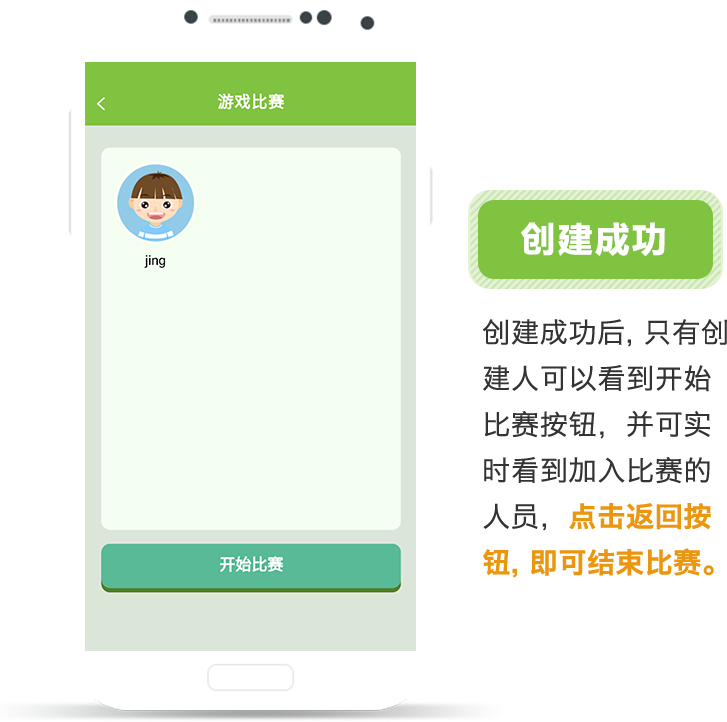 游戏比赛
jing
开始比赛
创建成功
创建成功后, 只有创
建人可以看到开始
比赛按钮，并可实
时看到加入比赛的
人员，点击返回按
钮, 即可结束比赛。